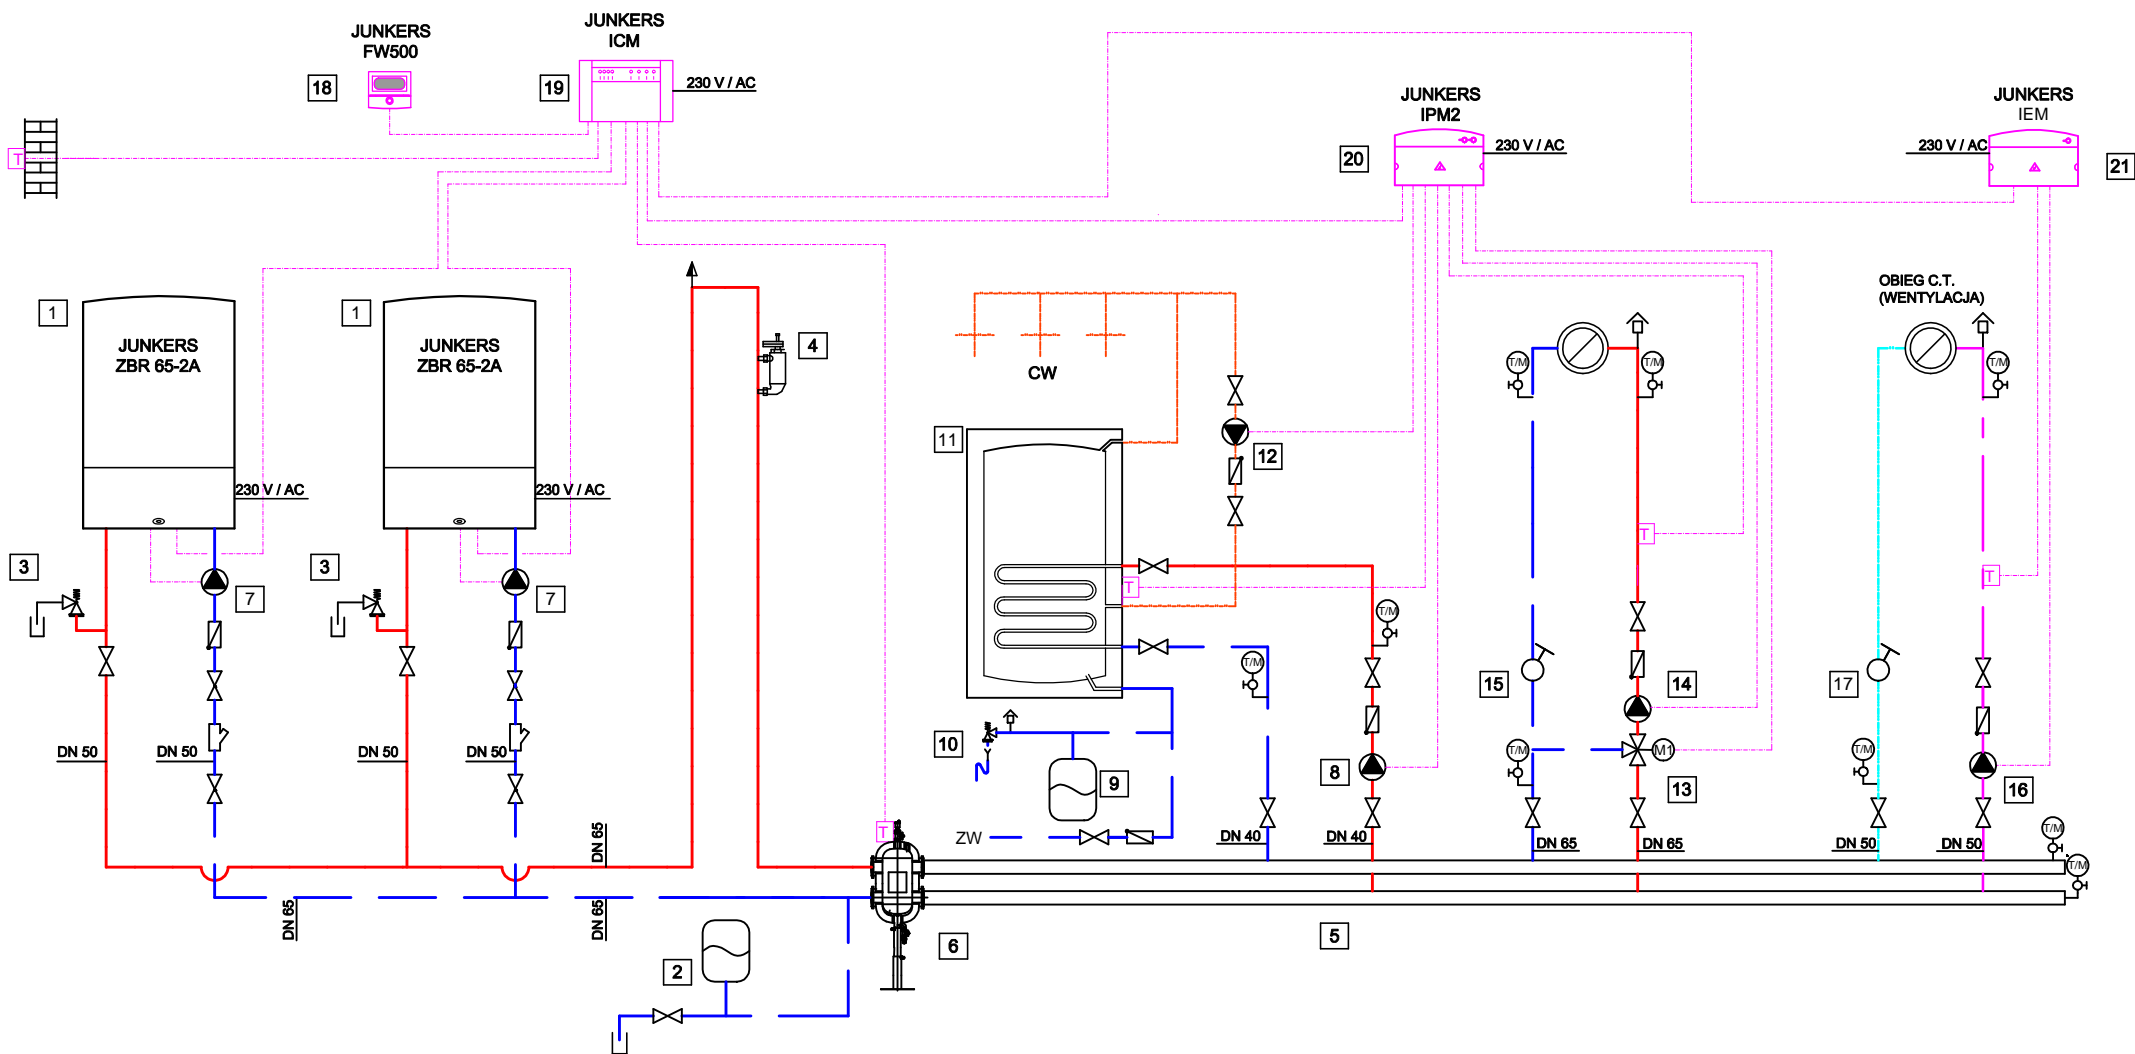 JUNKERS
FW500
18
JUNKERS
ICM
19
230 V / AC
JUNKERS
IPM2
20
230 V / AC
JUNKERS
IEM
230 V / AC
21
T
1
JUNKERS
ZBR 65-2A
230 V / AC
1
JUNKERS
ZBR 65-2A
230 V / AC
3
7
3
7
DN 50
DN 50
DN 50
DN 50
DN 65
DN 65
DN 65
4
CW
11
12
T
10
9
ZW
T
6
2
T/M
DN 40
T/M
8
DN 40
T/M
T/M
T
15
14
T/M
M1
13
DN 65
DN 65
OBIEG C.T.
(WENTYLACJA)
T/M
T
17
T/M
16
DN 50
DN 50
T/M
T/M
5